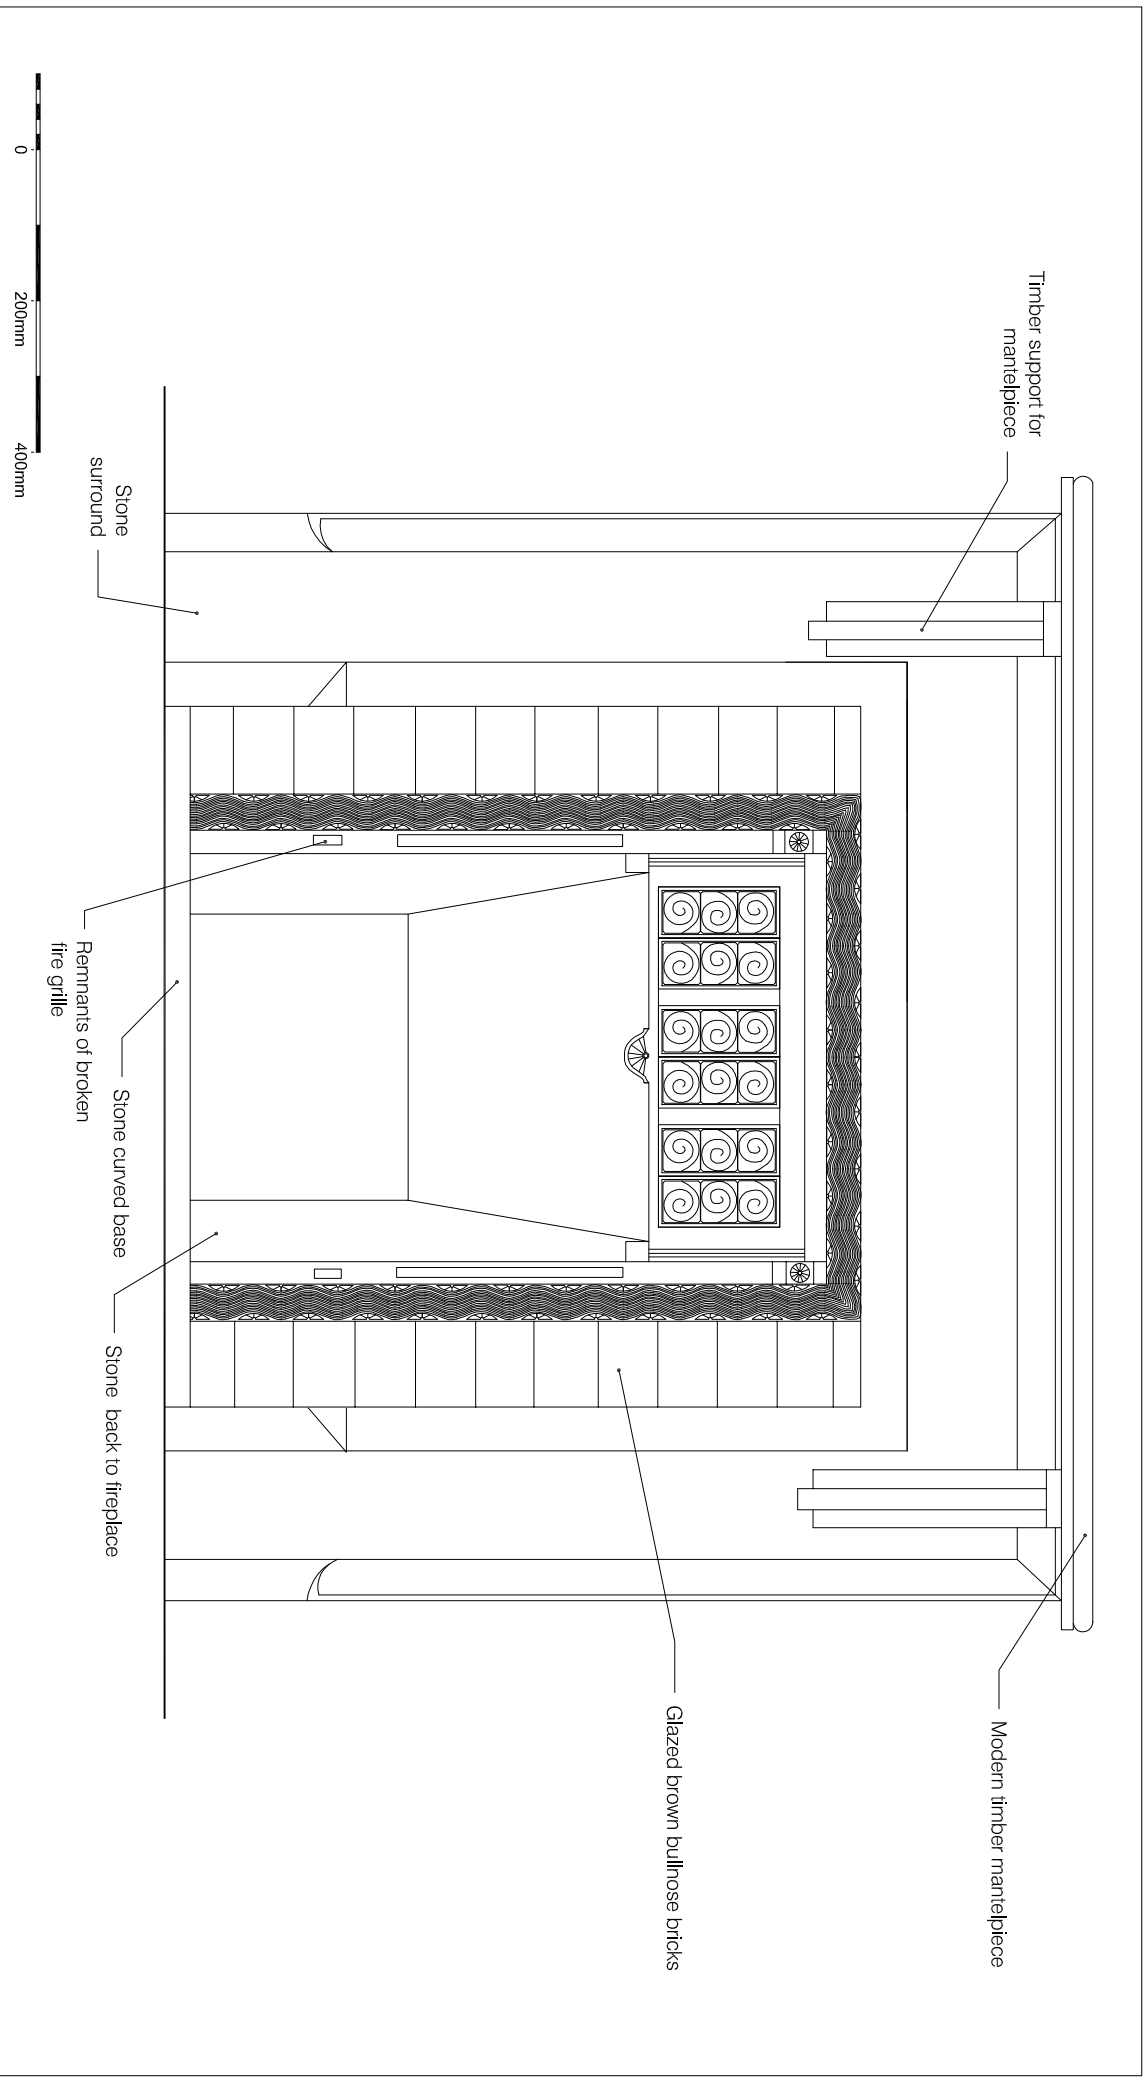 Timber support for
mantelpiece
Modern timber mantelpiece
Glazed brown bullnose bricks
Stone
surround
Remnants of broken
fire grille
Stone curved base
Stone back to fireplace
0
200mm
400mm